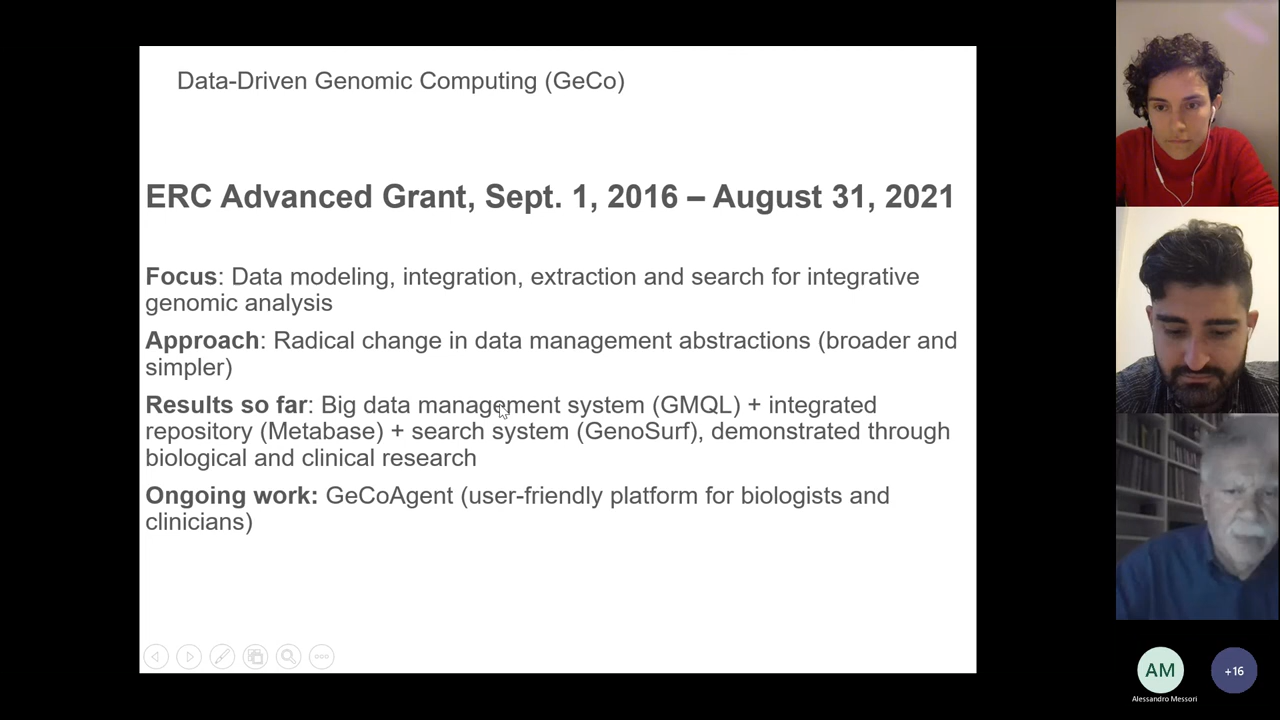 Data-Driven Genomic Computing (GeCo)
ERC Advanced Grant, Sept. 1, 2016 – August 31, 2021
Focus: Data modeling, integration, extraction and search for integrative
genomic analysis
Approach: Radical change in data management abstractions (broader and
simpler)
Results so far: Big data management system (GMQL) + integrated
repository (Metabase) + search system (GenoSurf), demonstrated through
biological and clinical research
Ongoing work: GeCoAgent (user-friendly platform for biologists and
clinicians)
AM
+16
Alessandro Messori